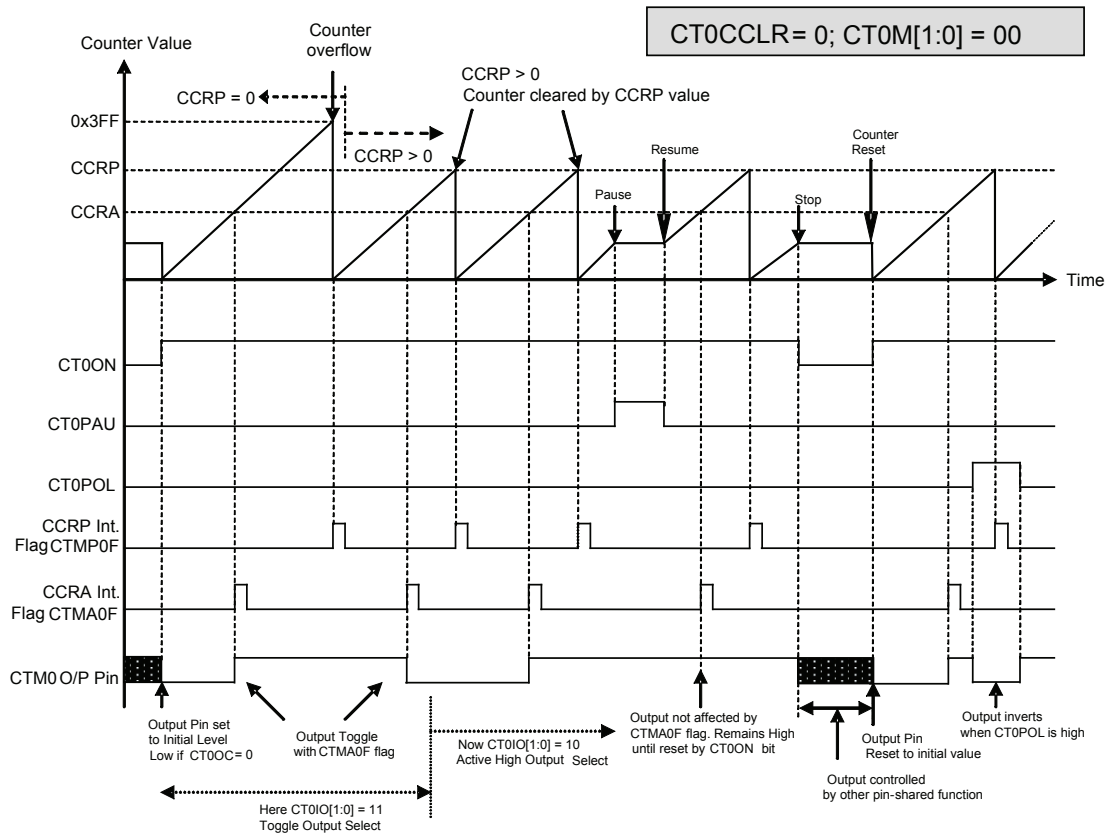 CT0CCLR = 0; CT0M[1:0] = 00
Counter Value
Counter
overflow
CCRP = 0
CCRP > 0
CCRP > 0
Counter cleared by CCRP value
0x3FF
CCRP
CCRA
Pause
Resume
Stop
Counter
Reset
Time
CT0ON
CT0PAU
CT0POL
CCRP Int.
Flag CTMP0F
CCRA Int.
Flag CTMA0F
CTM0 O/P Pin
Output Pin set
to Initial Level
Low if CT0OC = 0
Output Toggle
with CTMA0F flag
Now CT0IO[1:0] = 10
Active High Output Select
Output not affected by
CTMA0F flag. Remains High
until reset by CT0ON bit
Output Pin
Reset to initial value
Output inverts
when CT0POL is high
Output controlled
by other pin-shared function
Here CT0IO[1:0] = 11
Toggle Output Select